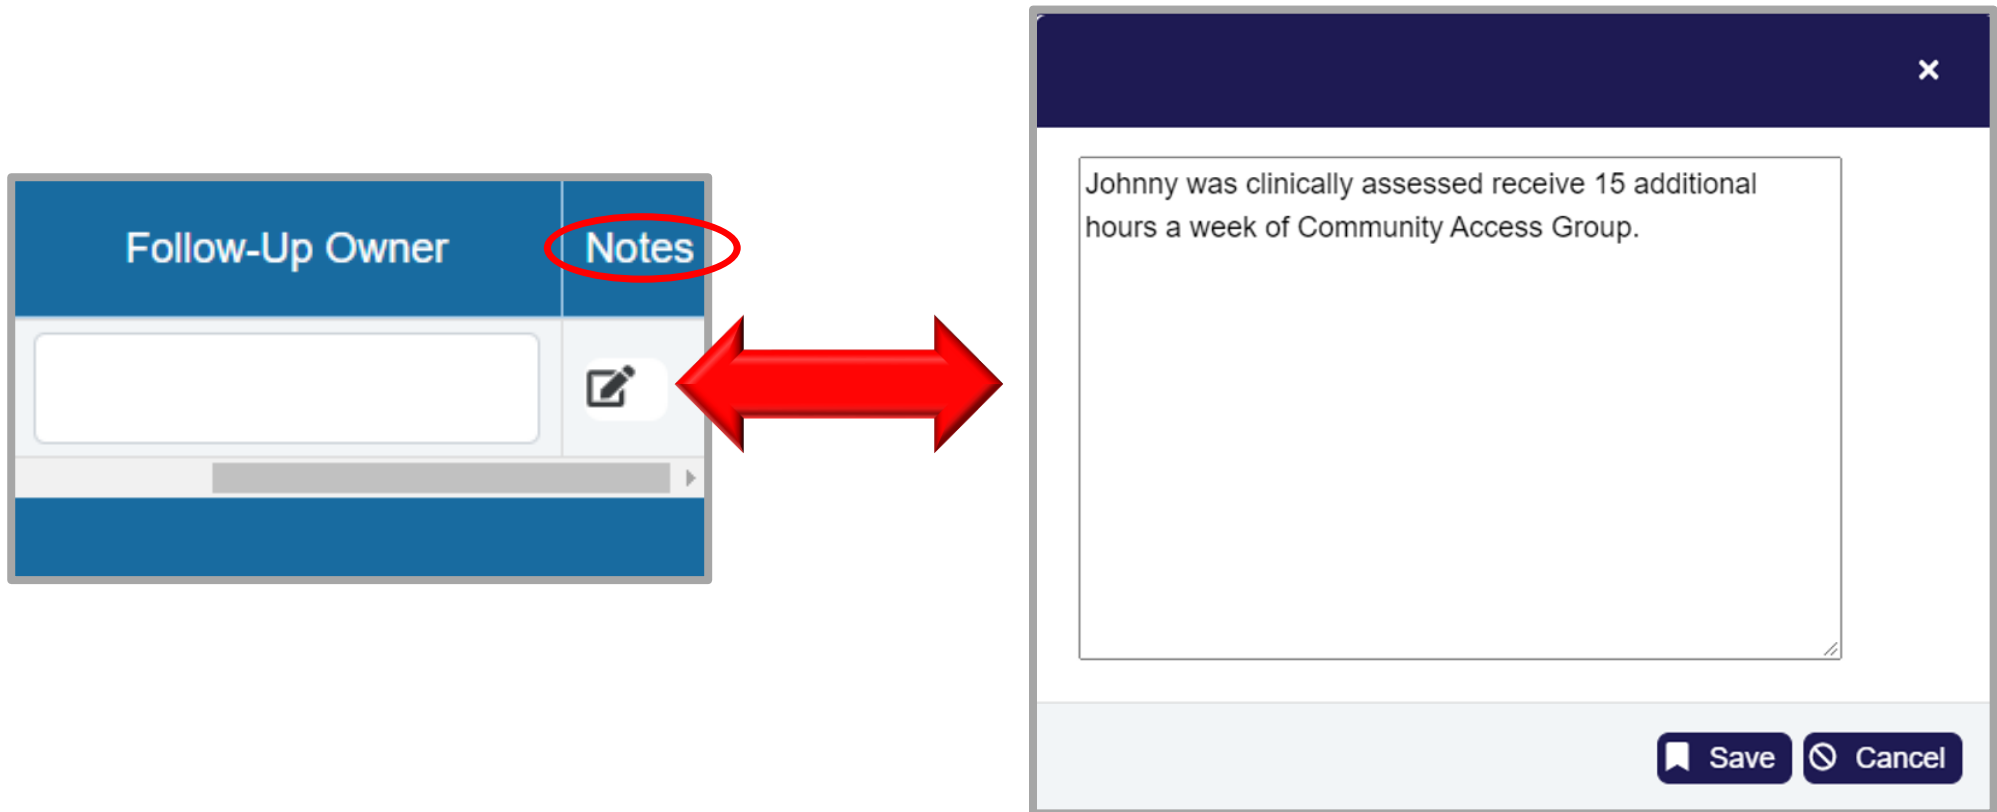 Follow-Up Owner
Notes
Johnny was clinically assessed receive 15 additional
hours a week of Community Access Group.
Save
Cancel